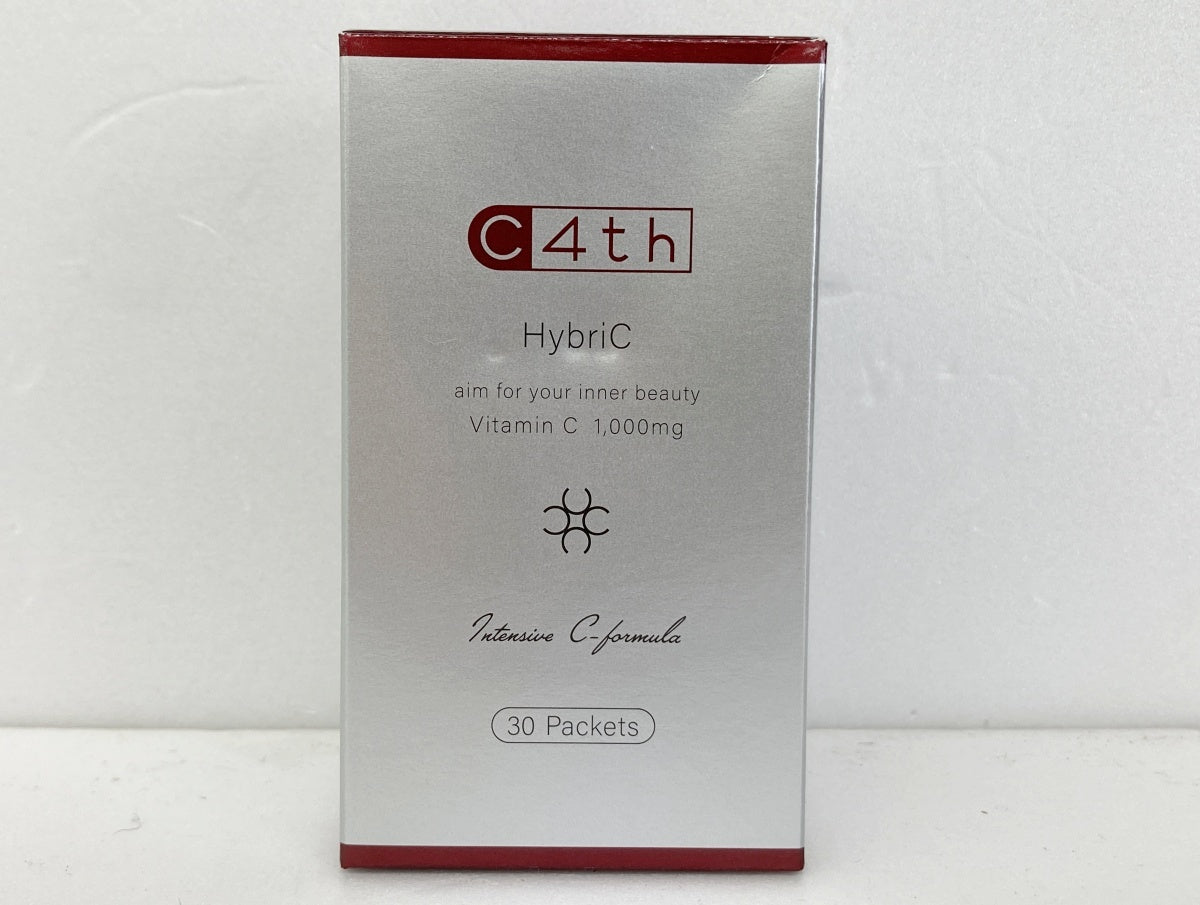 C4th
HybriC
aim for your inner beauty
Vitamin C 1,000mg
Intensive C-formula
30 Packets